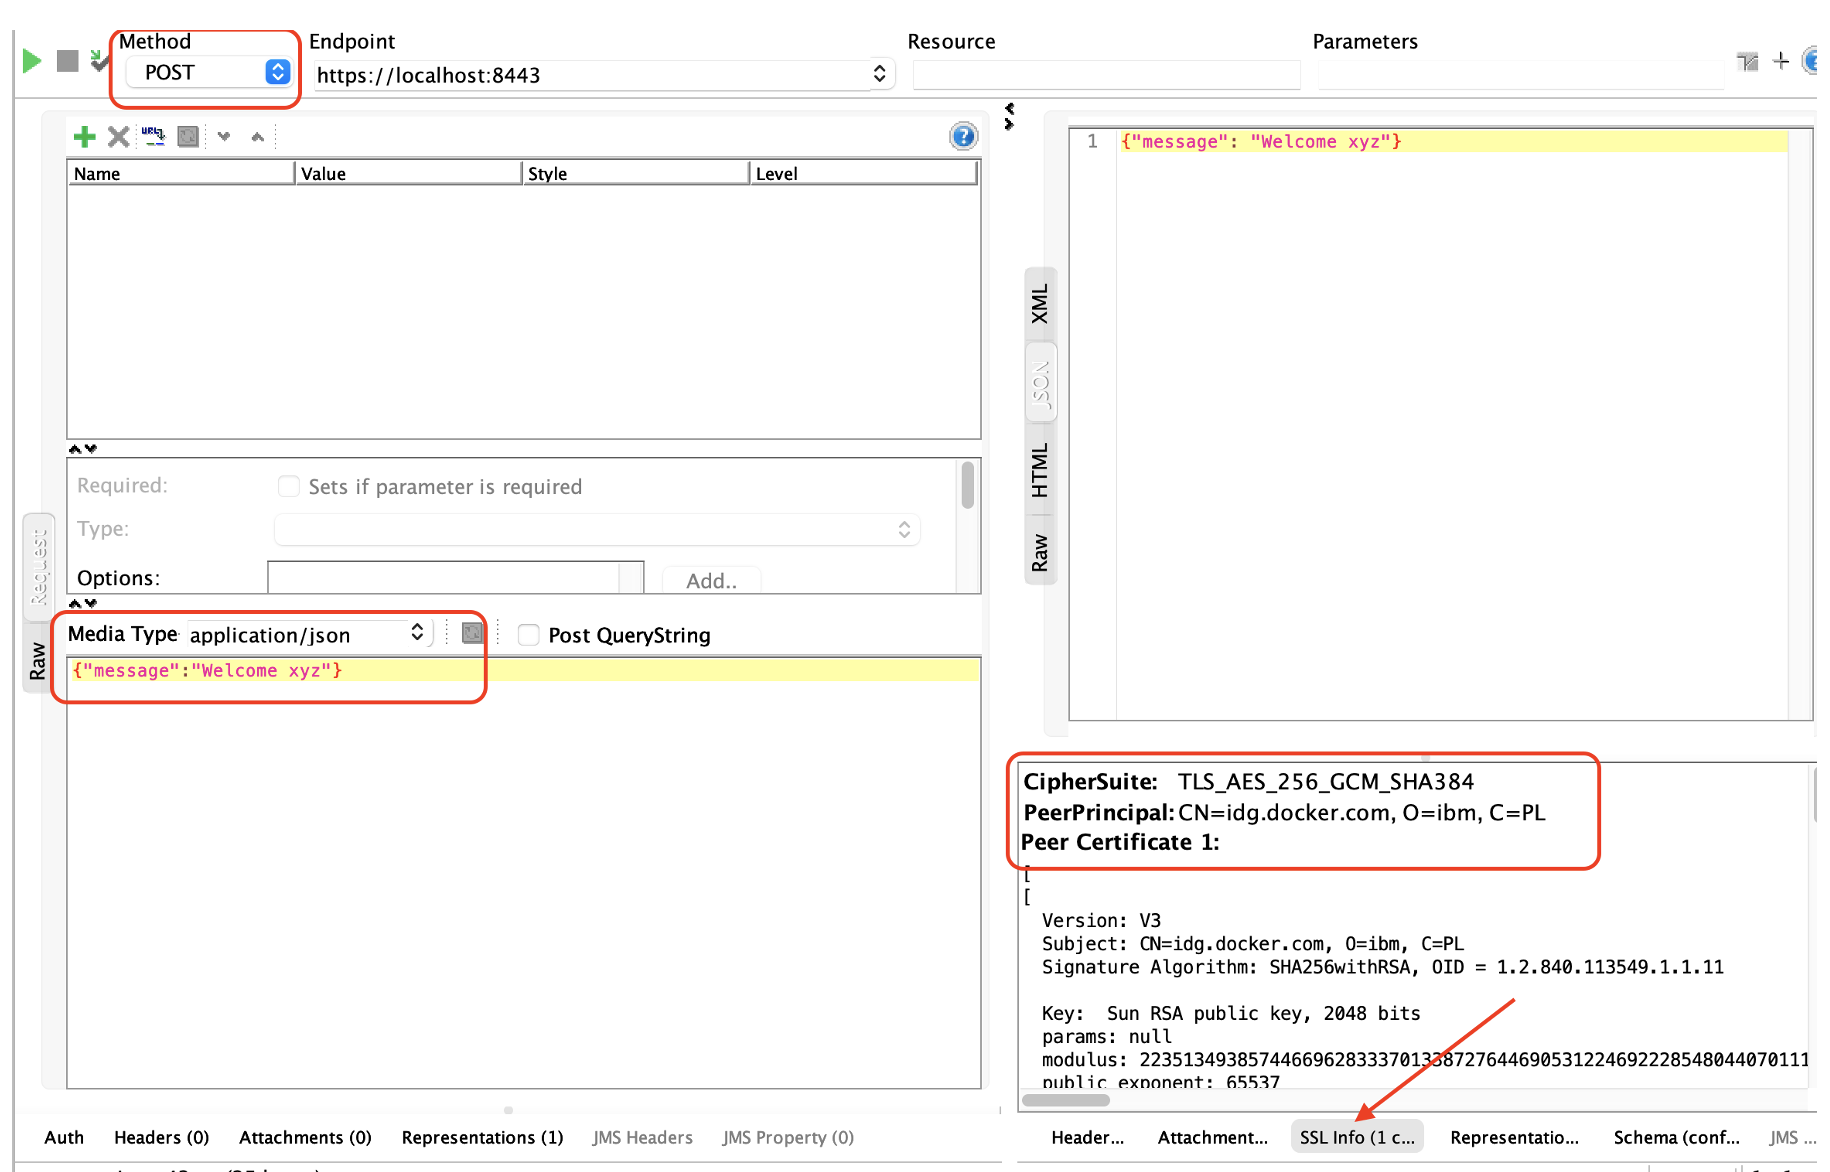 Method
Endpoint
Resource
Parameters
POST
https://localhost:8443
URL
Name
Value
Style
Level
Required:
Sets if parameter is required
Type:
Options:
Add..
Request
Raw
Media Type
application/json
Post QueryString
{"message":"Welcome xyz"}
Auth
Headers (0)
Attachments (0)
Representations (1)
JMS Headers
JMS Property (0)
1
{"message": "Welcome xyz"}
XML
JSON
HTML
Raw
CipherSuite: TLS_AES_256_GCM_SHA384
PeerPrincipal: CN=idg.docker.com, O=ibm, C=PL
Peer Certificate 1:
[
[
Version: V3
Subject: CN=idg.docker.com, O=ibm, C=PL
Signature Algorithm: SHA256withRSA, OID = 1.2.840.113549.1.1.11
Key: Sun RSA public key, 2048 bits
params: null
public exponent: 65537
Header...
Attachment...
SSL Info (1 c...
Representatio...
Schema (conf...
JMS ...